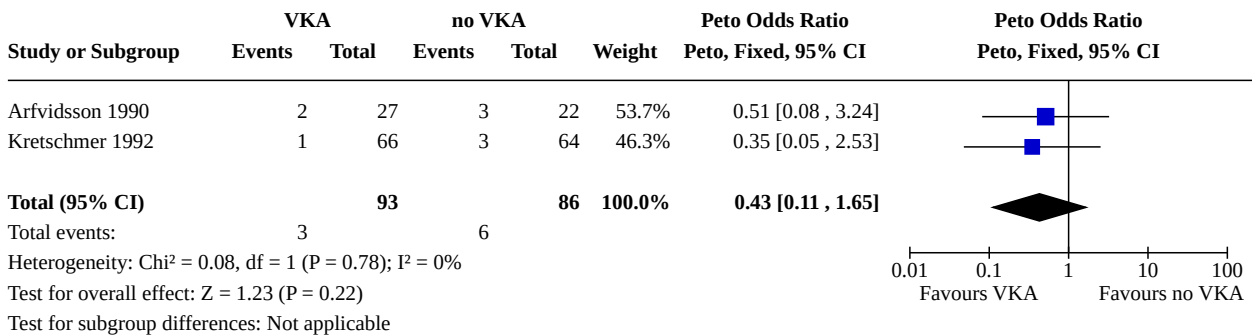 VKA no VKA Peto Odds Ratio Peto Odds Ratio
Study or Subgroup Events Total Events Total Weight Peto, Fixed, 95% CI Peto, Fixed, 95% CI
Arfvidsson 1990 2 27 3 22 53.7% 0.51 [0.08 , 3.24]
Kretschmer 1992 1 66 3 64 46.3% 0.35 [0.05 , 2.53]
Total (95% CI) 93 86 100.0% 0.43 [0.11 , 1.65]
Total events: 3 6
Heterogeneity: Chi² = 0.08, df = 1 (P = 0.78); I² = 0%
0.01 0.1 1 10 100
Test for overall effect: Z = 1.23 (P = 0.22)
Favours VKA Favours no VKA
Test for subgroup differences: Not applicable